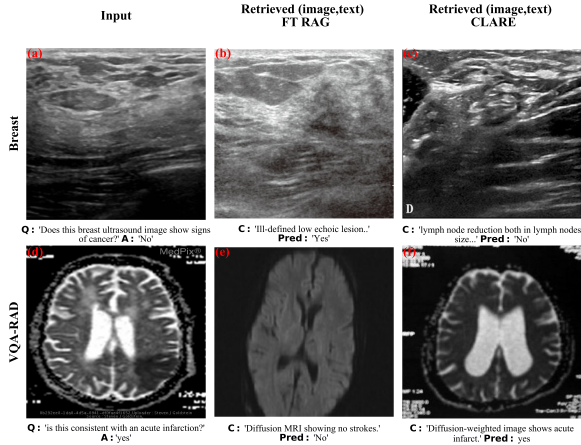 Input
Retrieved (image,text)
FT RAG
Retrieved (image,text)
CLARE
Breast
(a)
(b)
(c)
D
Q: 'Does this breast ultrasound image show signs
of cancer?' A: 'No'
C: 'Ill-defined low echoic lesion..'
Pred: 'Yes'
C: 'lymph node reduction both in lymph nodes
size...' Pred: 'No'
VQA-RAD
(d)
MedPix®
(e)
(f)
Q: 'is this consistent with an acute infarction?'
A: 'yes'
C: 'Diffusion MRI showing no strokes.'
Pred: 'No'
C: 'Diffusion-weighted image shows acute
infarct.' Pred: yes